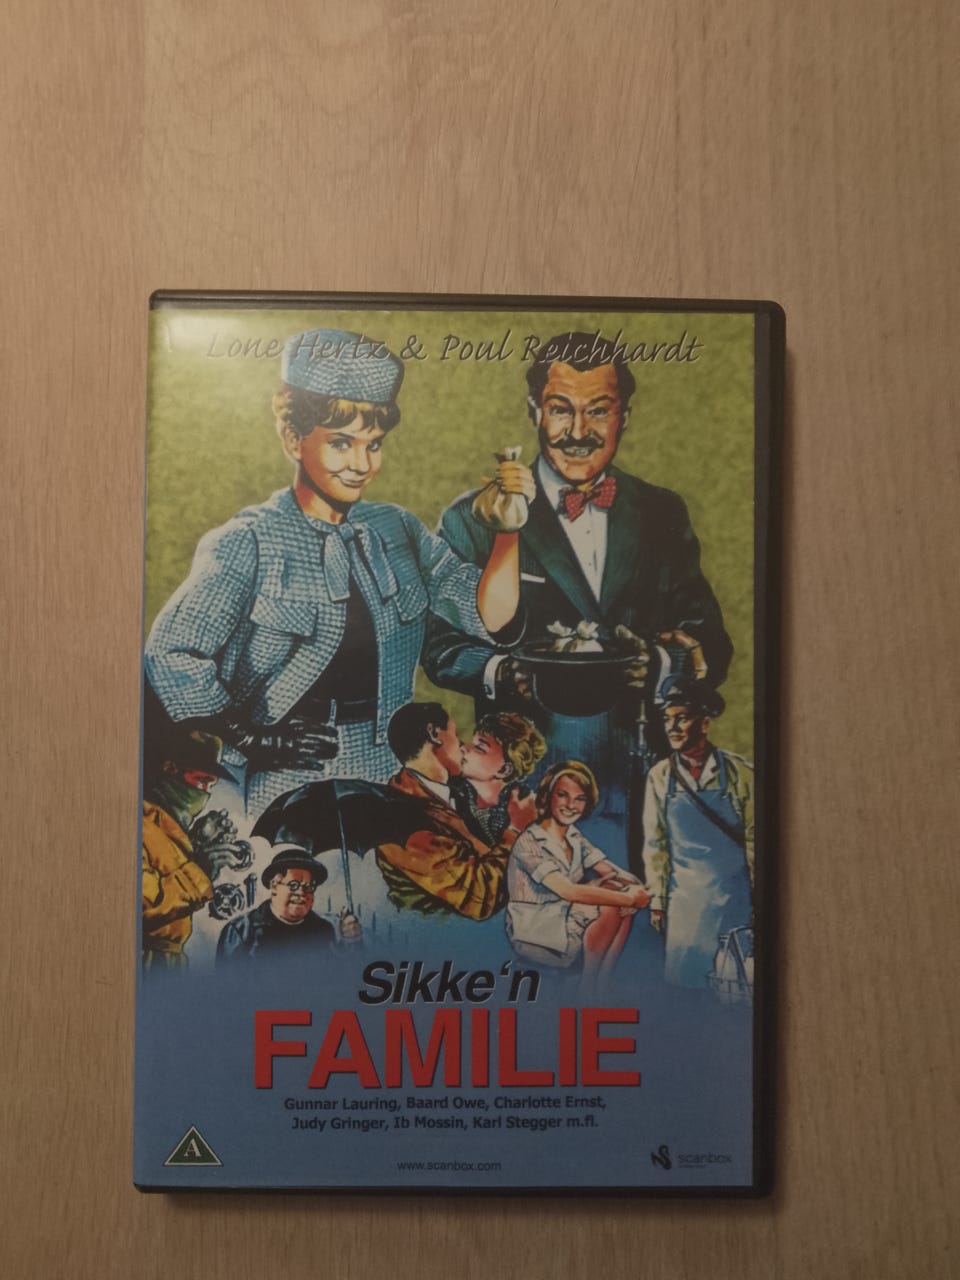 Lone Hertz & Poul Reichhardt
Sikke'n
FAMILIE
Gunnar Lauring, Baard Owe, Charlotte Ernst,
Judy Gringer, Ib Mossin, Karl Stegger m.fl.
A
www.scanbox.com
scanbox